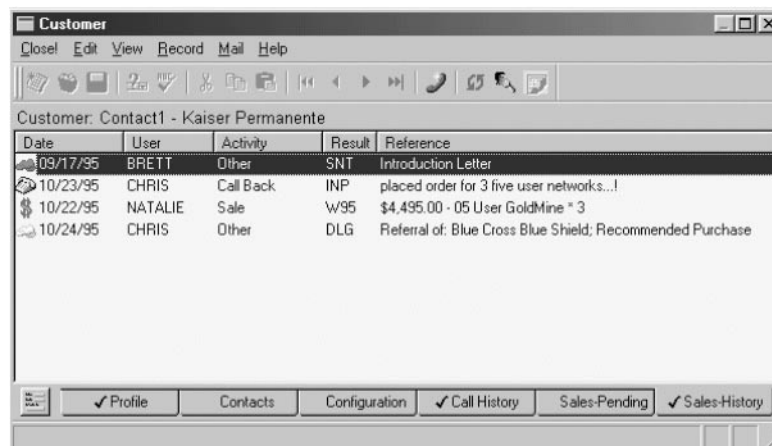 Customer
Close! Edit View Record Mail Help
Customer: Contact1 - Kaiser Permanente
Date User Activity Result Reference
09/17/95 BRETT Other SNT Introduction Letter
10/23/95 CHRIS Call Back INP placed order for 3 five user networks...!
10/22/95 NATALIE Sale W95 $4,495.00 - 05 User GoldMine * 3
10/24/95 CHRIS Other DLG Referral of: Blue Cross Blue Shield; Recommended Purchase
✓ Profile Contacts Configuration ✓ Call History Sales-Pending ✓ Sales-History